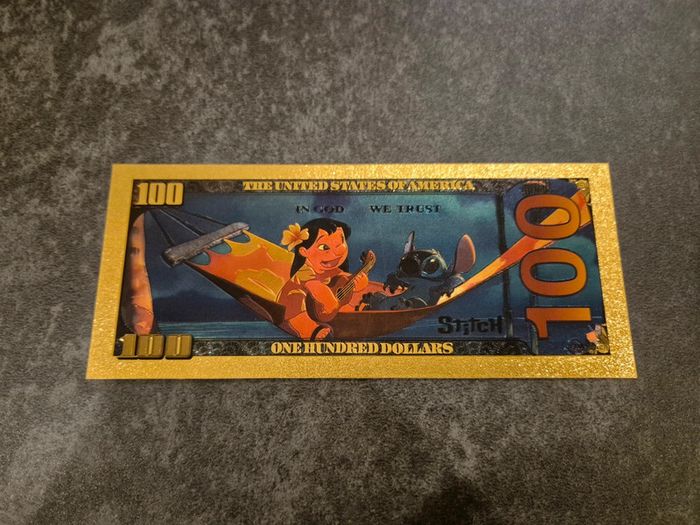 100
THE UNITED STATES OF AMERICA
IN GOD WE TRUST
100
Stitch
100
ONE HUNDRED DOLLARS